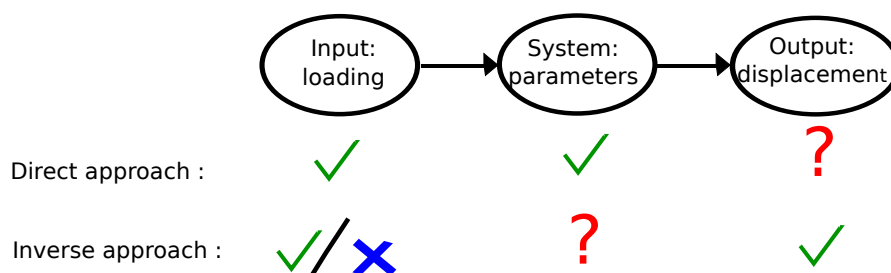 Input:
loading
System:
parameters
Output:
displacement
Direct approach :
?
Inverse approach :
/
?